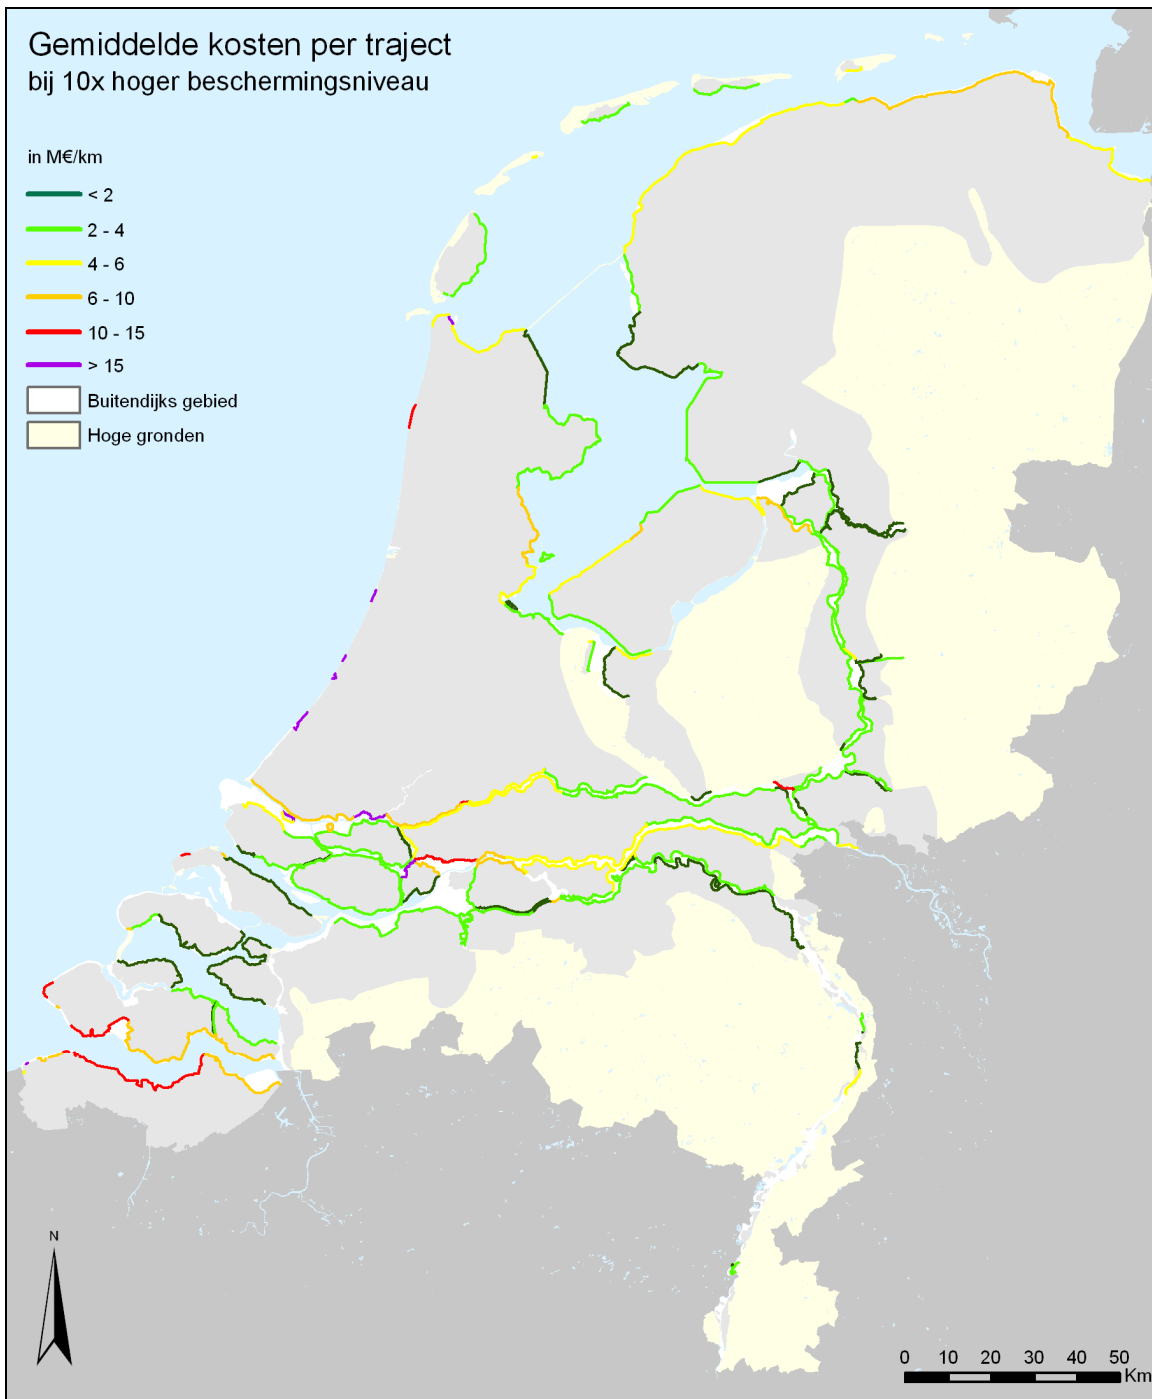 Gemiddelde kosten per traject
bij 10x hoger beschermingsniveau
in M€/km
< 2
2 - 4
4 - 6
6 - 10
10 - 15
> 15
Buitendijks gebied
Hoge gronden
N
0 10 20 30 40 50
Km